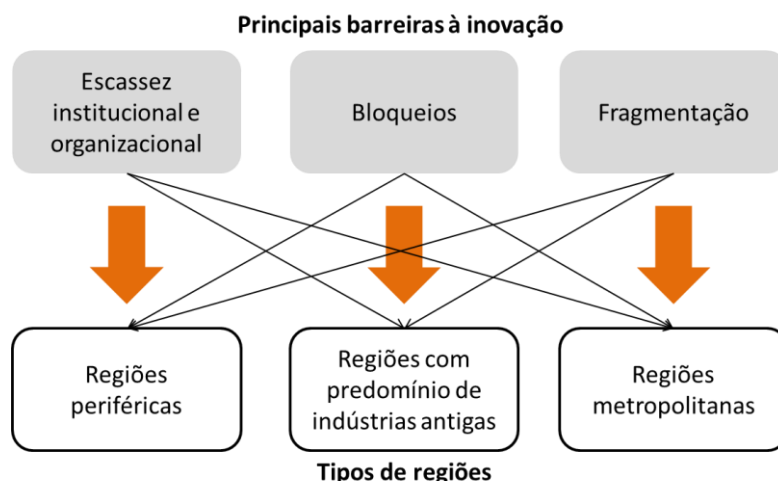 Principais barreiras à inovação
Escassez
institucional e
organizacional
Bloqueios
Fragmentação
Regiões
periféricas
Regiões com
predomínio de
indústrias antigas
Regiões
metropolitanas
Tipos de regiões